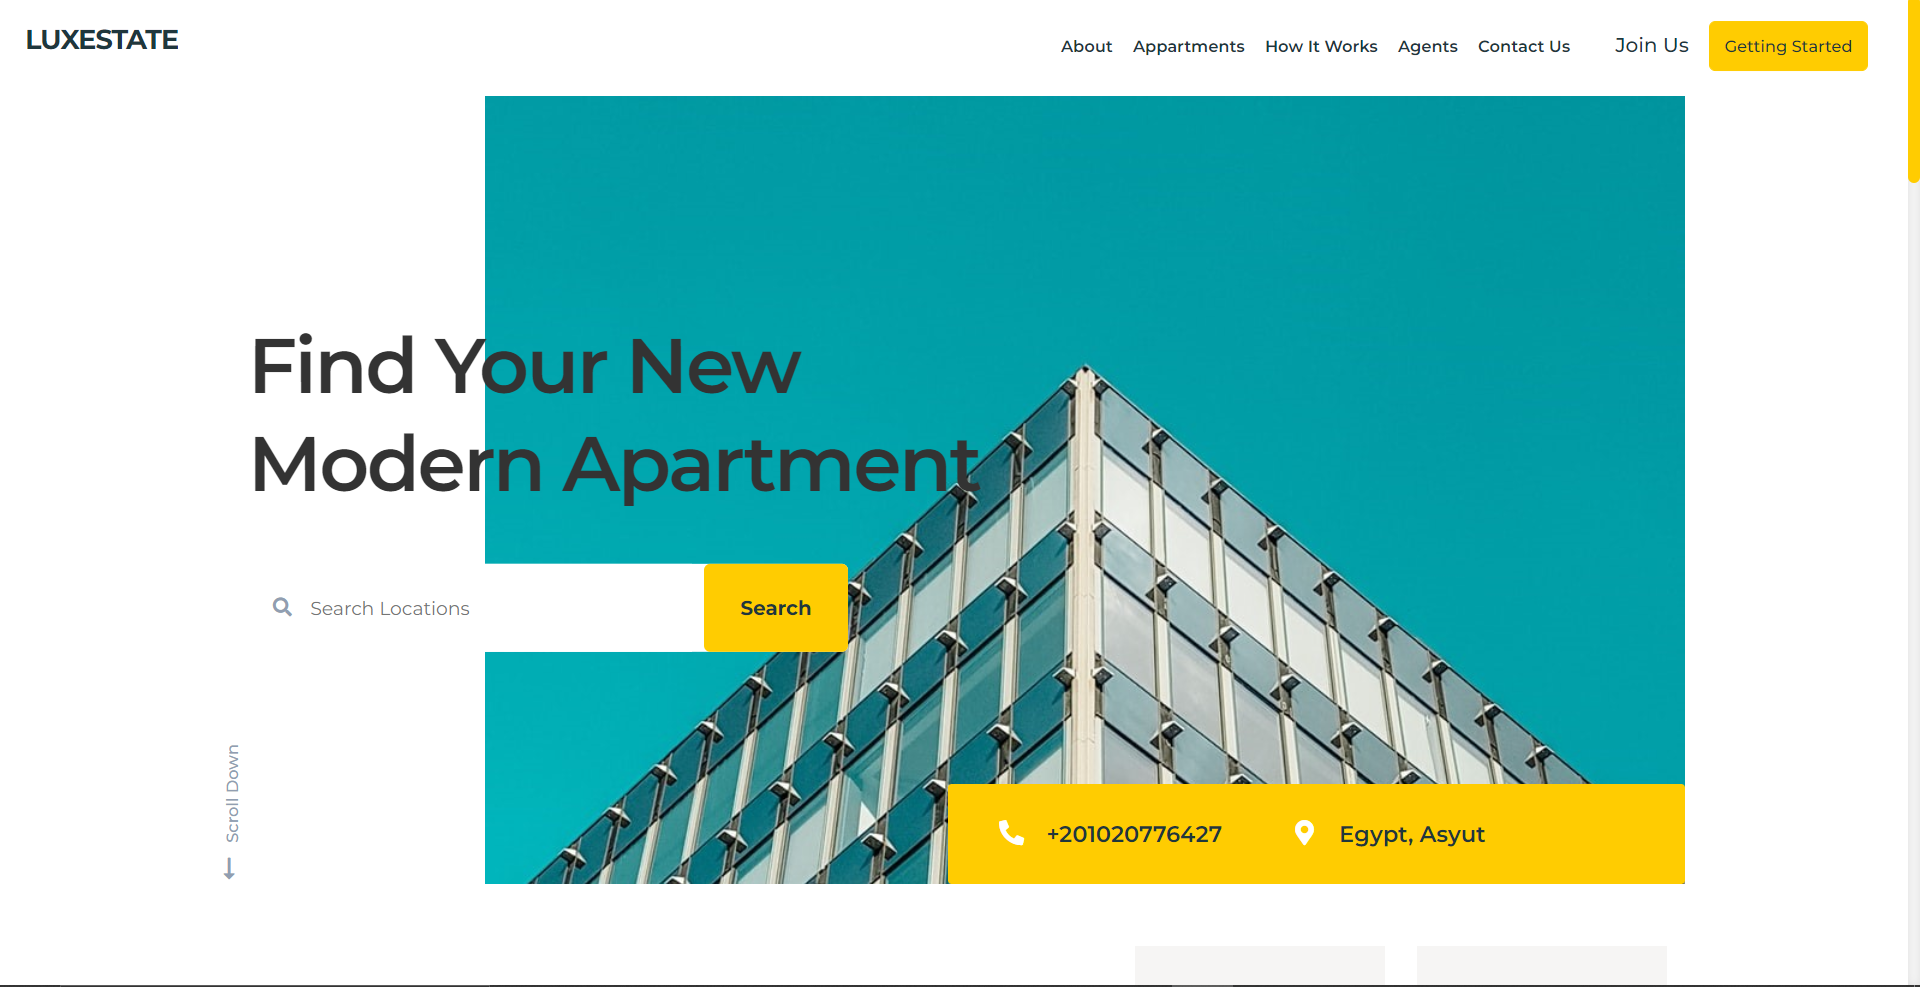 LUXESTATE
About Appartments How It Works Agents Contact Us Join Us Getting Started
Find Your New
Modern Apartment
Search Locations Search
Scroll Down
+201020776427 Egypt, Asyut